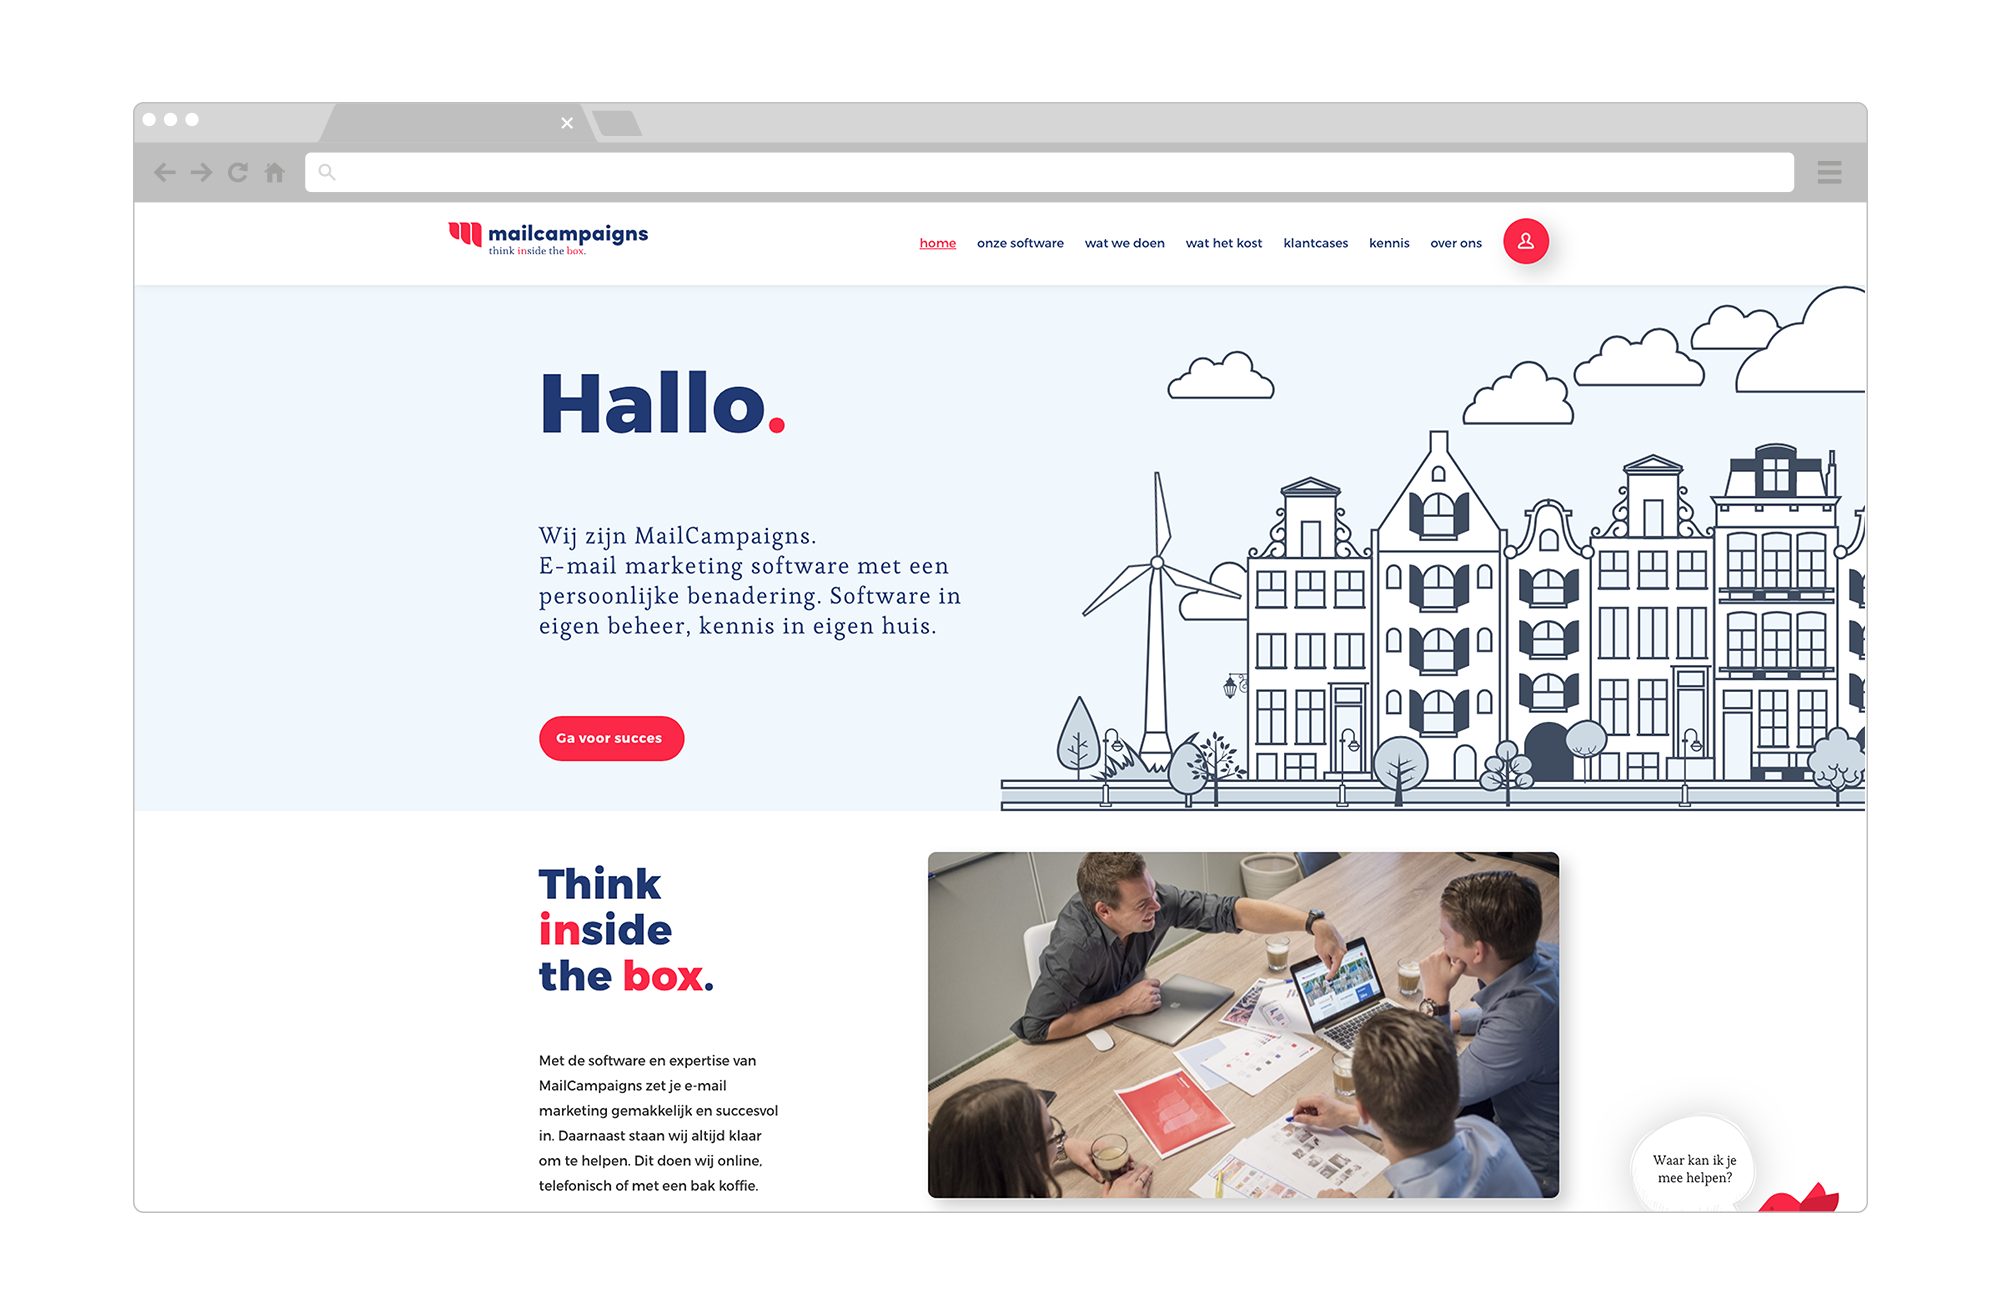 mailcampaigns
think inside the box.
home onze software wat we doen wat het kost klantcases kennis over ons
Hallo.
Wij zijn MailCampaigns.
E-mail marketing software met een
persoonlijke benadering. Software in
eigen beheer, kennis in eigen huis.
Ga voor succes
Think
inside
the box.
Met de software en expertise van
MailCampaigns zet je e-mail
marketing gemakkelijk en succesvol
in. Daarnaast staan wij altijd klaar
om te helpen. Dit doen wij online,
telefonisch of met een bak koffie.
Waar kan ik je
mee helpen?